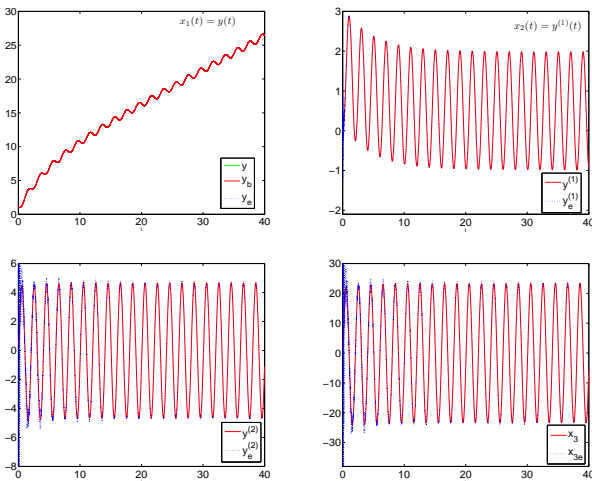 x₁(t) = y(t)
30
25
20
15
10
5
0
0 10 20 30 40
t
y
y_b
y_e
x₂(t) = y⁽¹⁾(t)
3
2
1
0
−1
−2
0 10 20 30 40
t
y⁽¹⁾
y_e⁽¹⁾
6
4
2
0
−2
−4
−6
−8
0 10 20 30 40
y⁽²⁾
y_e⁽²⁾
30
20
10
0
−10
−20
−30
0 10 20 30 40
x₃
x₃ₑ